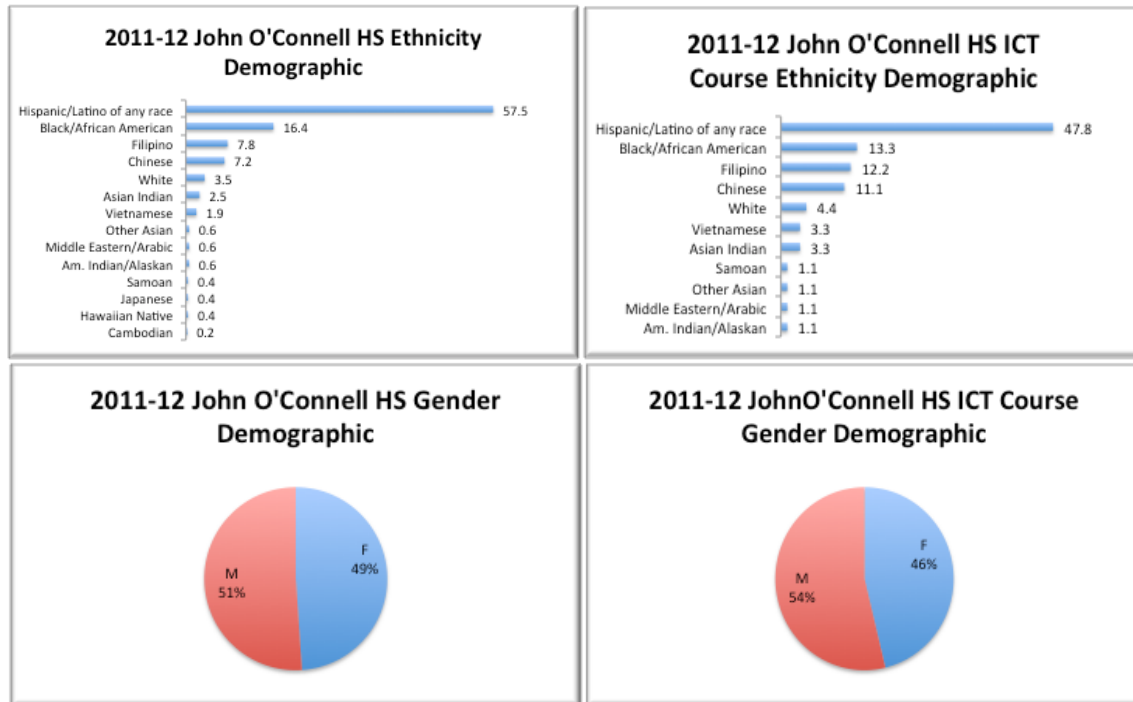 2011-12 John O'Connell HS Ethnicity
Demographic
Hispanic/Latino of any race 57.5
Black/African American 16.4
Filipino 7.8
Chinese 7.2
White 3.5
Asian Indian 2.5
Vietnamese 1.9
Other Asian 0.6
Middle Eastern/Arabic 0.6
Am. Indian/Alaskan 0.6
Samoan 0.4
Japanese 0.4
Hawaiian Native 0.4
Cambodian 0.2
2011-12 John O'Connell HS ICT
Course Ethnicity Demographic
Hispanic/Latino of any race 47.8
Black/African American 13.3
Filipino 12.2
Chinese 11.1
White 4.4
Vietnamese 3.3
Asian Indian 3.3
Samoan 1.1
Other Asian 1.1
Middle Eastern/Arabic 1.1
Am. Indian/Alaskan 1.1
2011-12 John O'Connell HS Gender
Demographic
F
49%
M
51%
2011-12 JohnO'Connell HS ICT Course
Gender Demographic
F
46%
M
54%